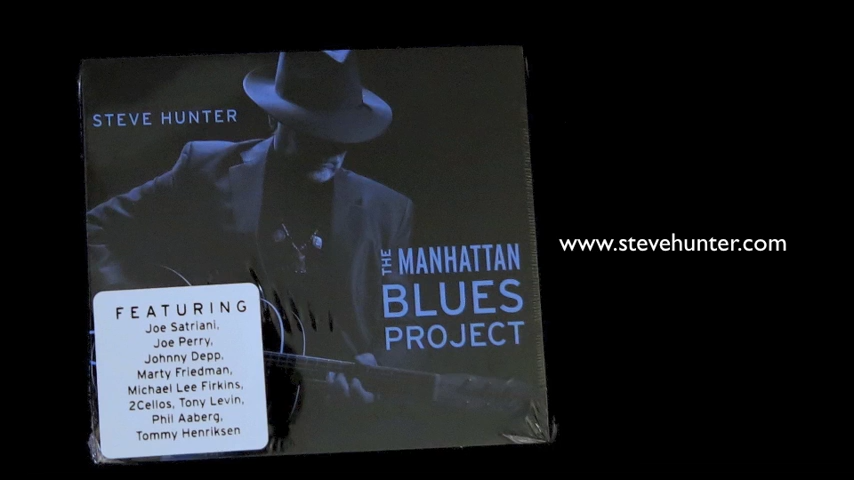 STEVE HUNTER
THE MANHATTAN
BLUES
PROJECT
FEATURING
Joe Satriani,
Joe Perry,
Johnny Depp,
Marty Friedman,
Michael Lee Firkins,
2Cellos, Tony Levin,
Phil Aaberg,
Tommy Henriksen
www.stevehunter.com